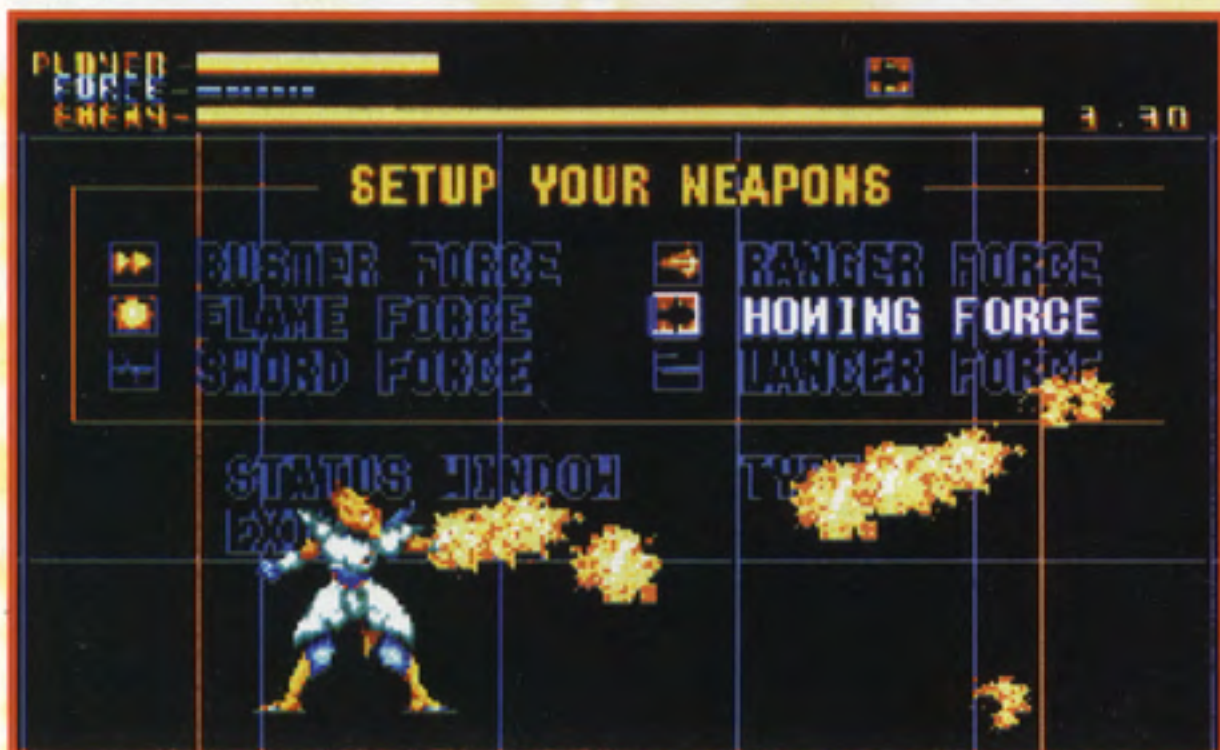 PLAYER-
FORCE-
ENEMY-
SETUP YOUR WEAPONS
BUSTER FORCE RANGER FORCE
FLAME FORCE HOMING FORCE
SWORD FORCE LANCER FORCE
STATUS WINDOW